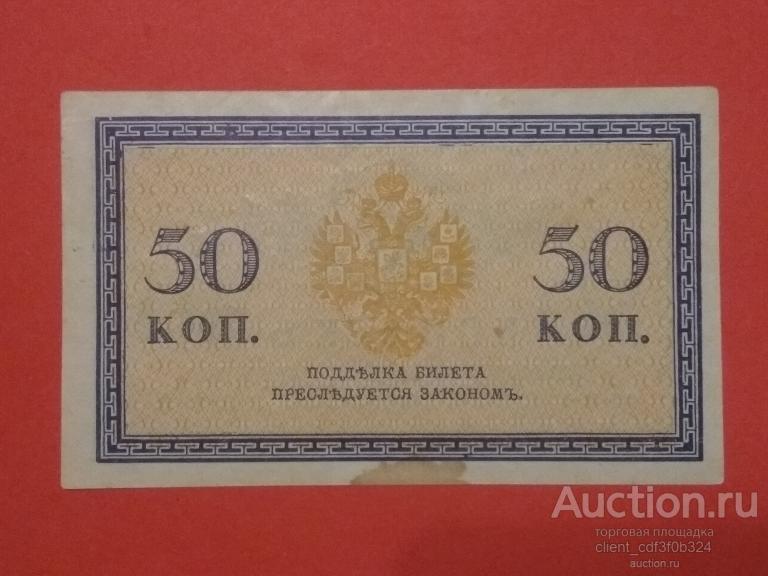 50 50
КОП. КОП.
ПОДДѢЛКА БИЛЕТА
ПРЕСЛѢДУЕТСЯ ЗАКОНОМЪ.
Auction.ru
торговая площадка
client_cdf3f0b324
auction.ru